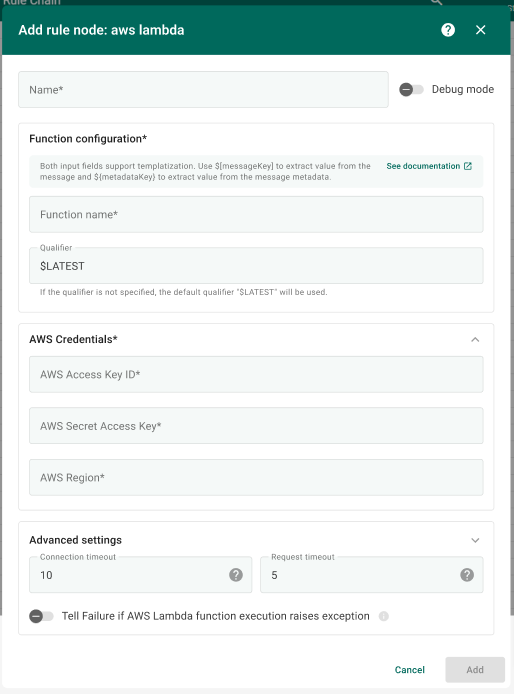 Rule Chain
Add rule node: aws lambda
Name*
Debug mode
Function configuration*
Both input fields support templatization. Use $[messageKey] to extract value from the
message and ${metadataKey} to extract value from the message metadata.
See documentation
Function name*
Qualifier
$LATEST
If the qualifier is not specified, the default qualifier "$LATEST" will be used.
AWS Credentials*
AWS Access Key ID*
AWS Secret Access Key*
AWS Region*
Advanced settings
Connection timeout
10
Request timeout
5
Tell Failure if AWS Lambda function execution raises exception
Cancel
Add